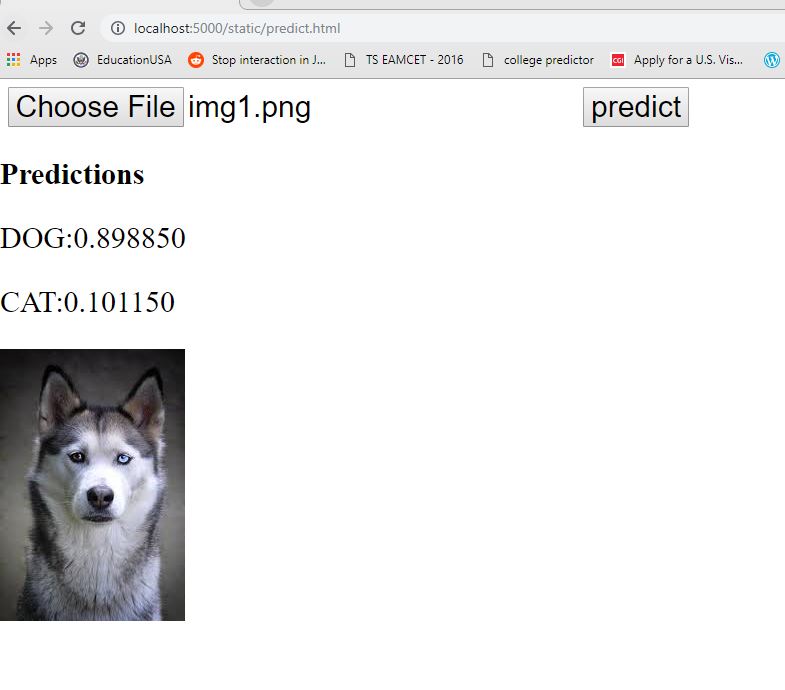 localhost:5000/static/predict.html
Apps EducationUSA Stop interaction in J... TS EAMCET - 2016 college predictor CGI Apply for a U.S. Vis...
Choose File img1.png predict
Predictions
DOG:0.898850
CAT:0.101150